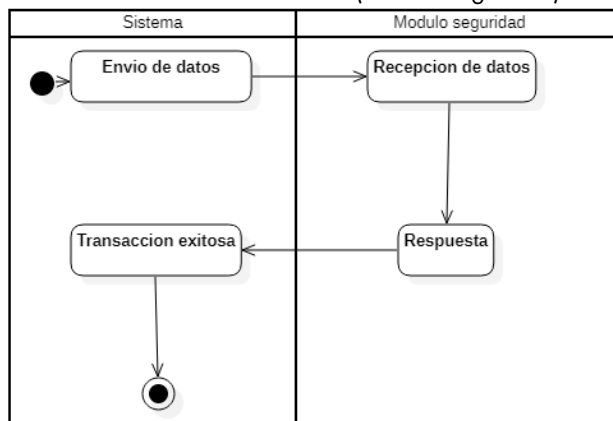 Sistema
Modulo seguridad
Envio de datos
Recepcion de datos
Transaccion exitosa
Respuesta